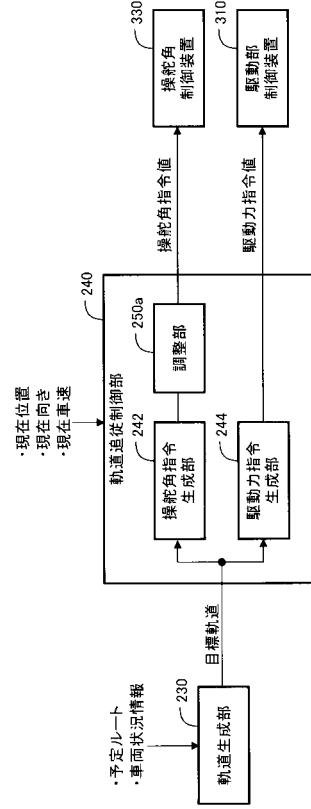 ・予定ルート
・車両状況情報
230
軌道生成部
目標軌道
・現在位置
・現在向き
・現在車速
240
軌道追従制御部
242
操舵角指令
生成部
250a
調整部
244
駆動力指令
生成部
操舵角指令値
駆動力指令値
330
操舵角
制御装置
310
駆動部
制御装置